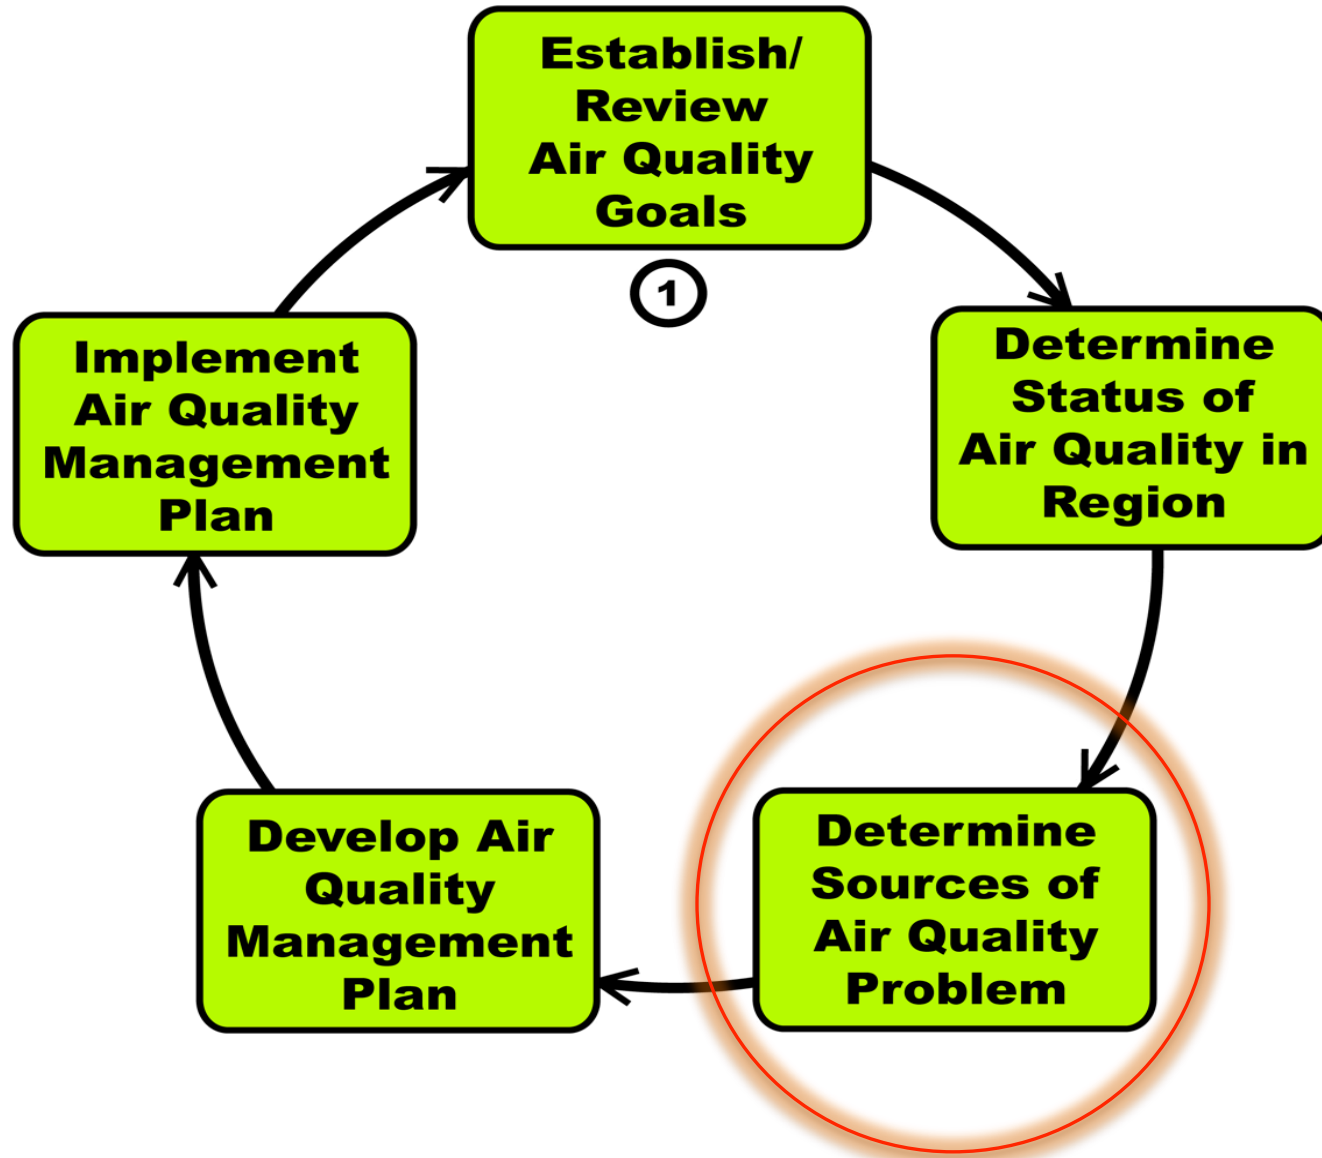 Establish/
Review
Air Quality
Goals
1
Determine
Status of
Air Quality in
Region
Determine
Sources of
Air Quality
Problem
Develop Air
Quality
Management
Plan
Implement
Air Quality
Management
Plan